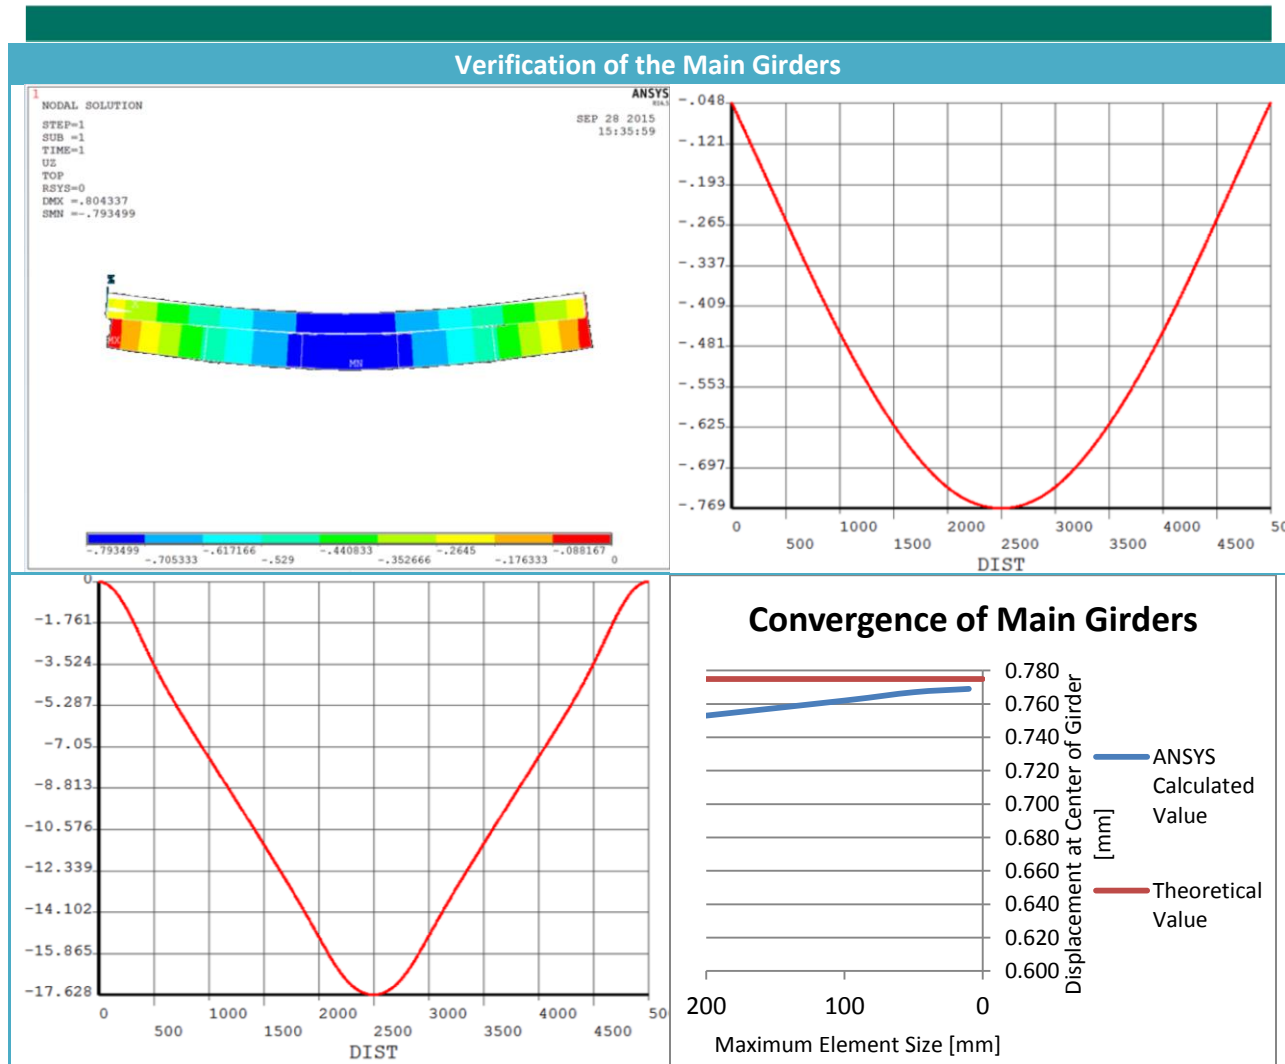 Verification of the Main Girders
1
NODAL SOLUTION
STEP=1
SUB =1
TIME=1
UZ
TOP
RSYS=0
DMX =.804337
SMN =-.793499
ANSYS
SEP 28 2015
15:35:59
MX
MN
-.793499 -.617166 -.440833 -.2645 -.088167
-.705333 -.529 -.352666 -.176333 0
-.048
-.121
-.193
-.265
-.337
-.409
-.481
-.553
-.625
-.697
-.769
0 1000 2000 3000 4000 50
500 1500 2500 3500 4500
DIST
0
-1.761
-3.524
-5.287
-7.05
-8.813
-10.576
-12.339
-14.102
-15.865
-17.628
0 1000 2000 3000 4000 50
500 1500 2500 3500 4500
DIST
Convergence of Main Girders
0.780
0.760
0.740
0.720
0.700
0.680
0.660
0.640
0.620
0.600
Displacement at Center of Girder
[mm]
ANSYS
Calculated
Value
Theoretical
Value
200 100 0
Maximum Element Size [mm]